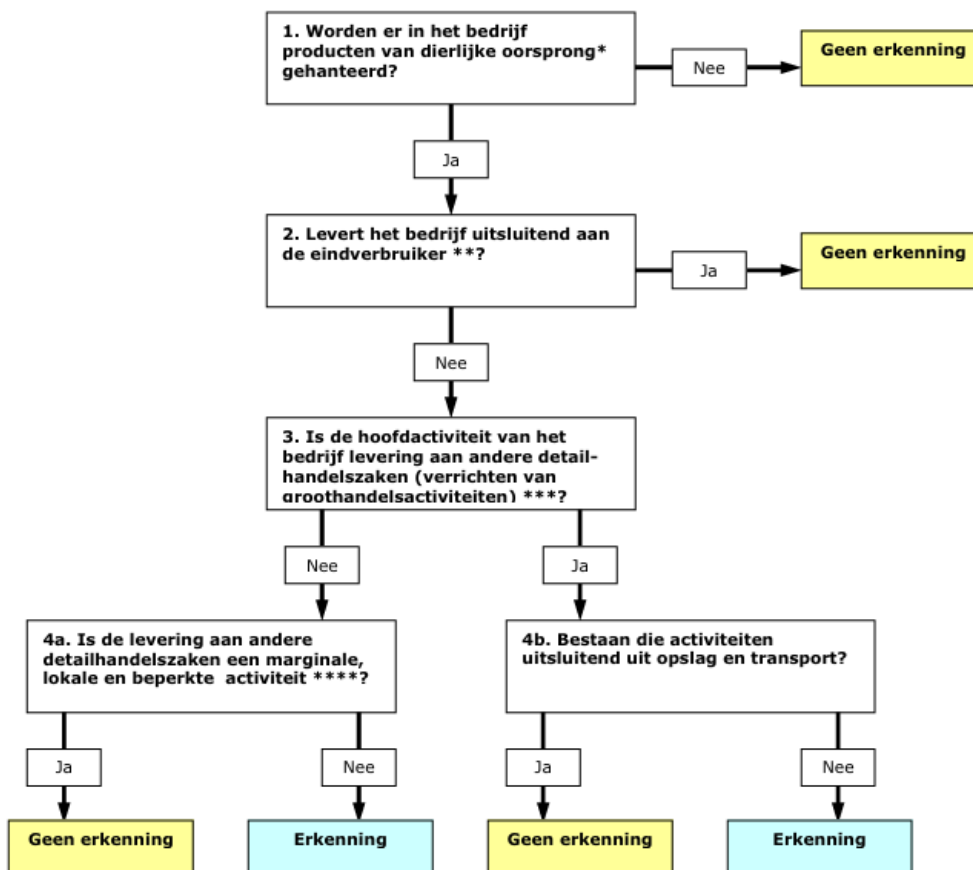 1. Worden er in het bedrijf
producten van dierlijke oorsprong*
gehanteerd?
Nee
Geen erkenning
Ja
2. Levert het bedrijf uitsluitend aan
de eindverbruiker **?
Ja
Geen erkenning
Nee
3. Is de hoofdactiviteit van het
bedrijf levering aan andere detail-
handelszaken (verrichten van
groothandelsactiviteiten) ***?
Nee
Ja
4a. Is de levering aan andere
detailhandelszaken een marginale,
lokale en beperkte activiteit ****?
4b. Bestaan die activiteiten
uitsluitend uit opslag en transport?
Ja
Nee
Ja
Nee
Geen erkenning
Erkenning
Geen erkenning
Erkenning